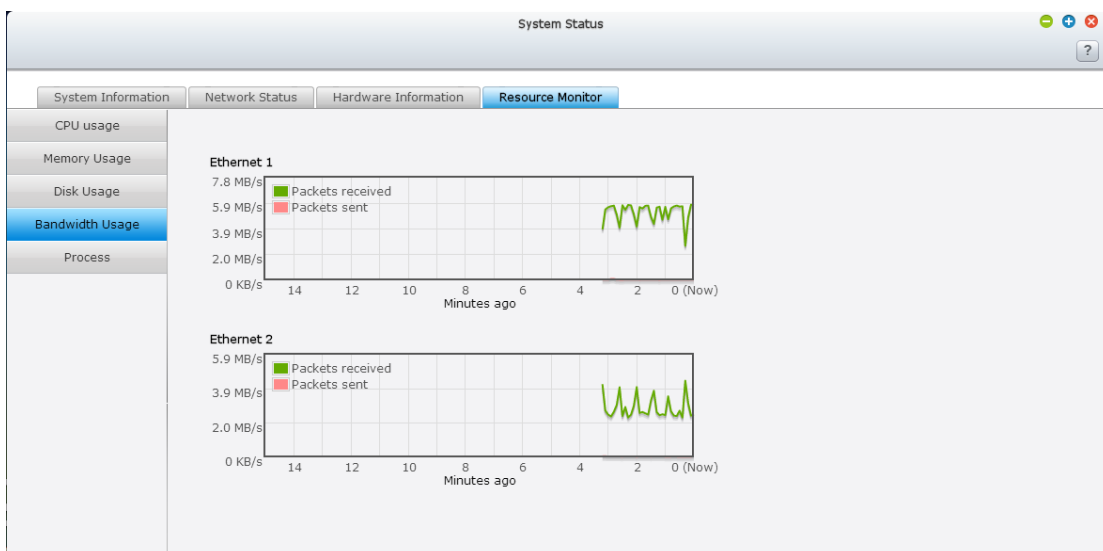 System Status
?
System Information Network Status Hardware Information Resource Monitor
CPU usage
Memory Usage
Disk Usage
Bandwidth Usage
Process
Ethernet 1
7.8 MB/s
5.9 MB/s
3.9 MB/s
2.0 MB/s
0 KB/s
Packets received
Packets sent
14 12 10 8 6 4 2 0 (Now)
Minutes ago
Ethernet 2
5.9 MB/s
3.9 MB/s
2.0 MB/s
0 KB/s
Packets received
Packets sent
14 12 10 8 6 4 2 0 (Now)
Minutes ago